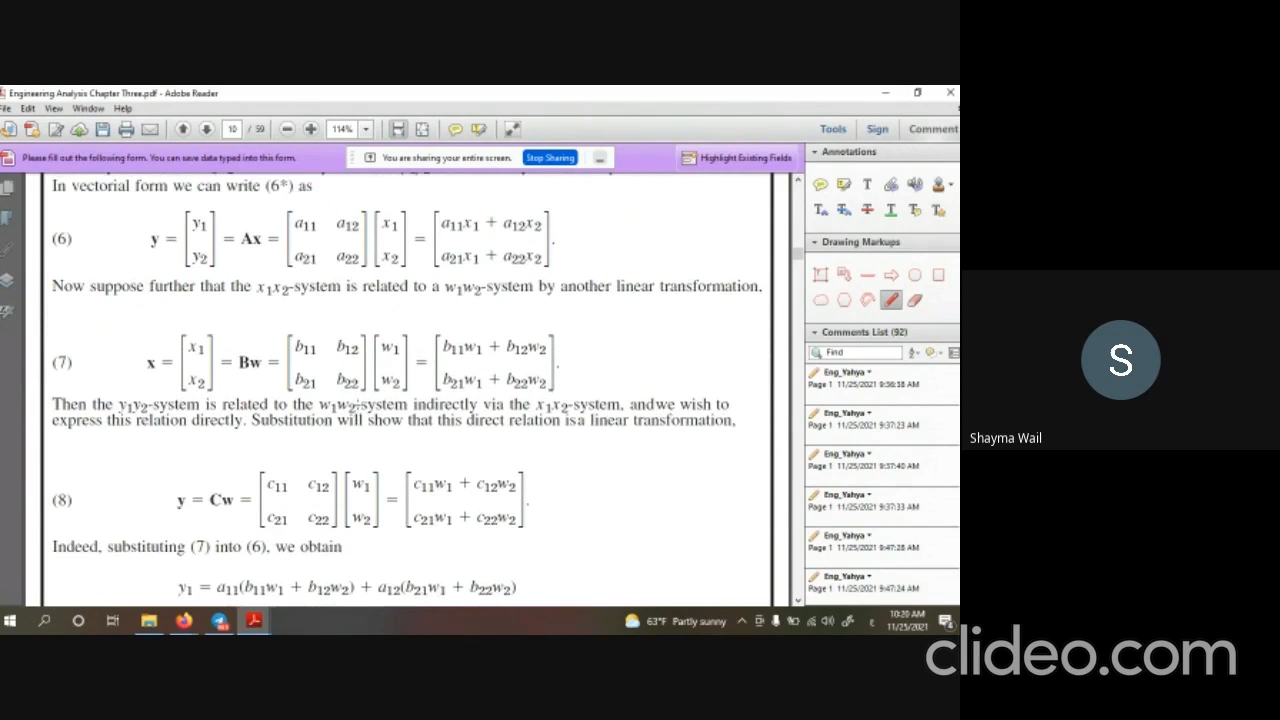 Engineering Analysis Chapter Three.pdf - Adobe Reader
File Edit View Window Help
10 / 59 114% Tools Sign Comment
Please fill out the following form. You can save data typed into this form.
You are sharing your entire screen. Stop Sharing
Highlight Existing Fields
In vectorial form we can write (6*) as
(6) y = [y1 y2] = Ax = [a11 a12 a21 a22] [x1 x2] = [a11x1 + a12x2 a21x1 + a22x2].
Now suppose further that the x1x2-system is related to a w1w2-system by another linear transformation.
(7) x = [x1 x2] = Bw = [b11 b12 b21 b22] [w1 w2] = [b11w1 + b12w2 b21w1 + b22w2].
Then the y1y2-system is related to the w1w2-system indirectly via the x1x2-system, and we wish to
express this relation directly. Substitution will show that this direct relation is a linear transformation,
(8) y = Cw = [c11 c12 c21 c22] [w1 w2] = [c11w1 + c12w2 c21w1 + c22w2].
Indeed, substituting (7) into (6), we obtain
y1 = a11(b11w1 + b12w2) + a12(b21w1 + b22w2)
Annotations
Drawing Markups
Comments List (92)
Find
Eng_Yahya
Page 1 11/25/2021 9:36:38 AM
Eng_Yahya
Page 1 11/25/2021 9:37:23 AM
Eng_Yahya
Page 1 11/25/2021 9:37:40 AM
Eng_Yahya
Page 1 11/25/2021 9:37:33 AM
Eng_Yahya
Page 1 11/25/2021 9:47:28 AM
Eng_Yahya
Page 1 11/25/2021 9:47:24 AM
63°F Partly sunny
10:20 AM
11/25/2021
S
Shayma Wail
clideo.com